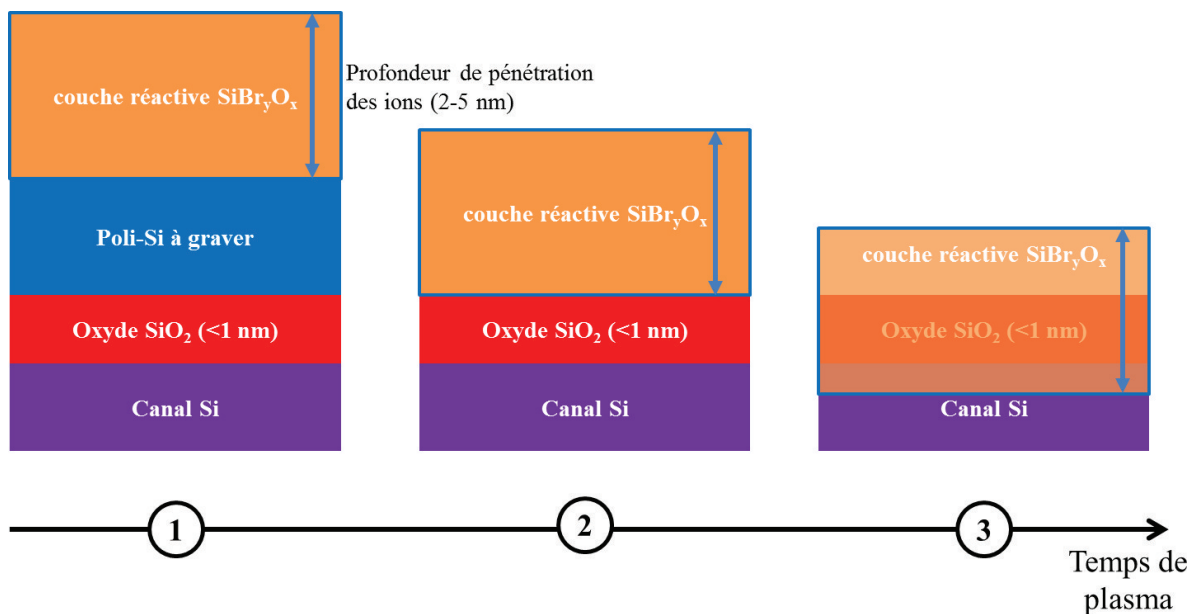 couche réactive SiBryOx
Profondeur de pénétration
des ions (2-5 nm)
Poli-Si à graver
Oxyde SiO2 (<1 nm)
Canal Si
couche réactive SiBryOx
Oxyde SiO2 (<1 nm)
Canal Si
couche réactive SiBryOx
Oxyde SiO2 (<1 nm)
Canal Si
1
2
3
Temps de
plasma